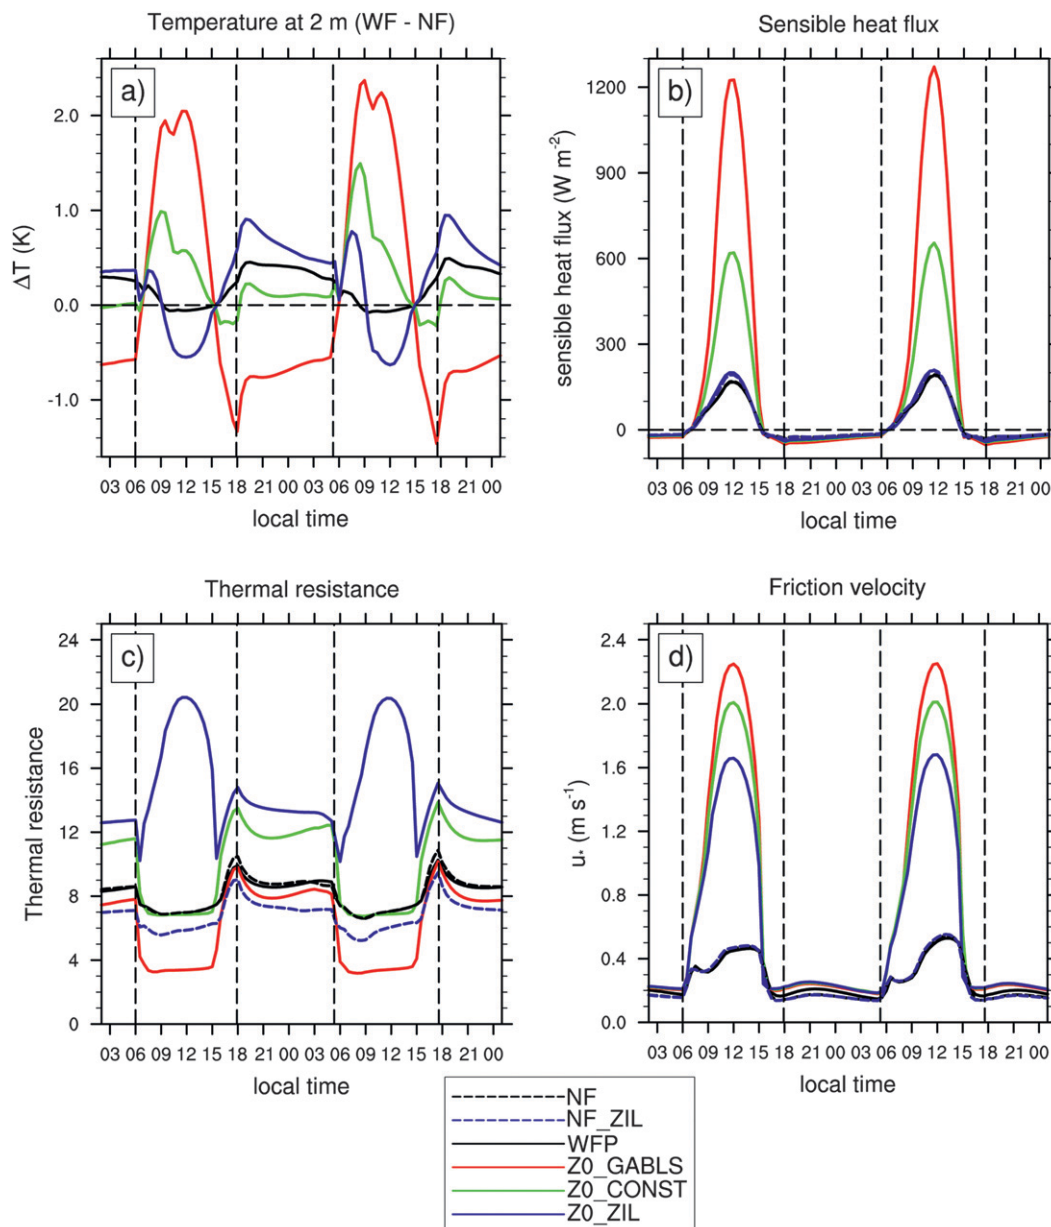 Temperature at 2 m (WF - NF)
a)
ΔT (K)
2.0
1.0
0.0
-1.0
03 06 09 12 15 18 21 00 03 06 09 12 15 18 21 00
local time
Sensible heat flux
b)
sensible heat flux (W m-2)
1200
900
600
300
0
03 06 09 12 15 18 21 00 03 06 09 12 15 18 21 00
local time
Thermal resistance
c)
Thermal resistance
24
20
16
12
8
4
0
03 06 09 12 15 18 21 00 03 06 09 12 15 18 21 00
local time
Friction velocity
d)
u* (m s-1)
2.4
2.0
1.6
1.2
0.8
0.4
0.0
03 06 09 12 15 18 21 00 03 06 09 12 15 18 21 00
local time
NF
NF_ZIL
WFP
Z0_GABLS
Z0_CONST
Z0_ZIL